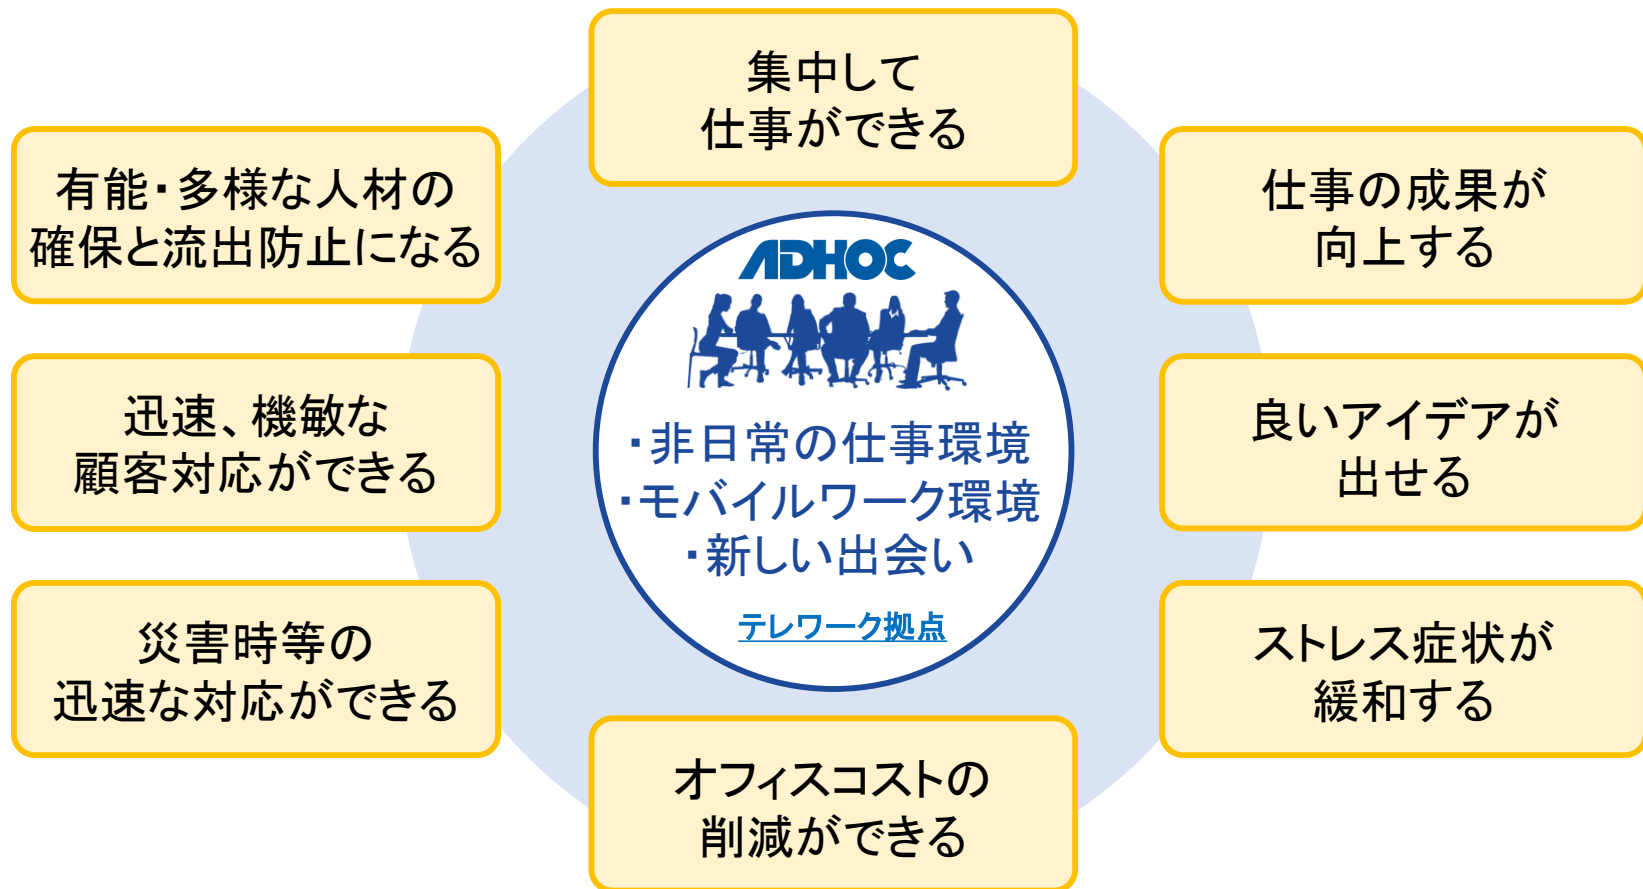 集中して
仕事ができる
有能・多様な人材の
確保と流出防止になる
仕事の成果が
向上する
ADHOC
迅速、機敏な
顧客対応ができる
・非日常の仕事環境
・モバイルワーク環境
・新しい出会い
テレワーク拠点
良いアイデアが
出せる
災害時等の
迅速な対応ができる
ストレス症状が
緩和する
オフィスコストの
削減ができる